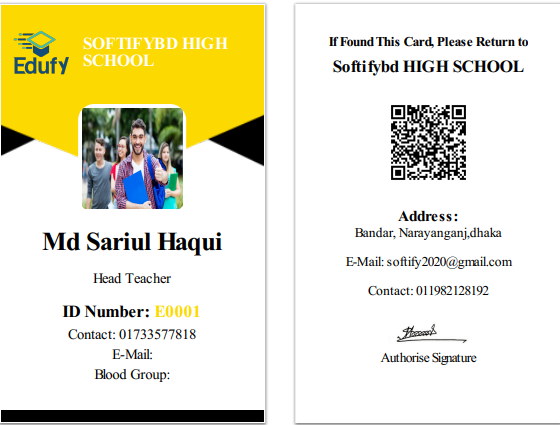 Edufy
SOFTIFYBD HIGH
SCHOOL
Md Sariul Haqui
Head Teacher
ID Number: E0001
Contact: 01733577818
E-Mail:
Blood Group:
If Found This Card, Please Return to
Softifybd HIGH SCHOOL
Address:
Bandar, Narayanganj,dhaka
E-Mail: softify2020@gmail.com
Contact: 011982128192
Authorise Signature